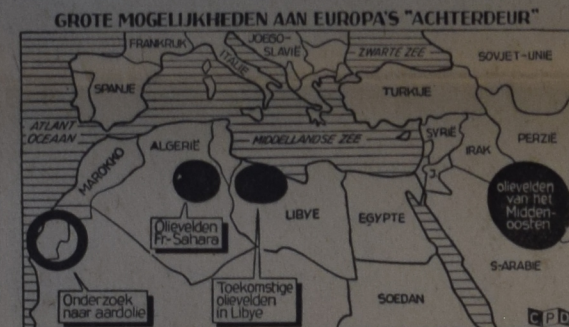 GROTE MOGELIJKHEDEN AAN EUROPA'S "ACHTERDEUR"
FRANKRIJK
JOEGO-
SLAVIË
ITALIE
ZWARTE ZEE
SOVJET-UNIE
SPANJE
TURKIJE
ATLANT.
OCEAAN
MIDDELLANDSE ZEE
SYRIË
IRAK
PERZIË
MAROKKO
ALGERIË
J
olievelden
van het
Midden-
oosten
Olievelden
Fr-Sahara
LIBYE
EGYPTE
S-ARABIE
Onderzoek
naar aardolie
Toekomstige
olievelden
in Libye
SOEDAN
CPD